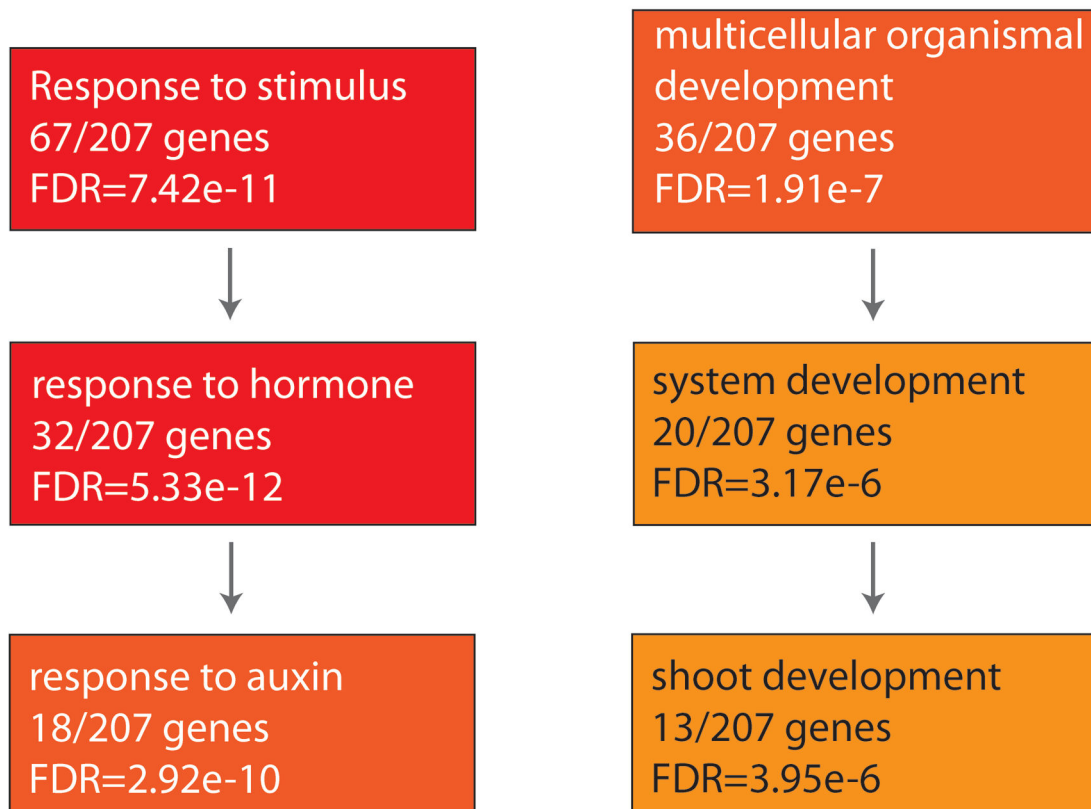 Response to stimulus
67/207 genes
FDR=7.42e-11
response to hormone
32/207 genes
FDR=5.33e-12
response to auxin
18/207 genes
FDR=2.92e-10
multicellular organismal
development
36/207 genes
FDR=1.91e-7
system development
20/207 genes
FDR=3.17e-6
shoot development
13/207 genes
FDR=3.95e-6